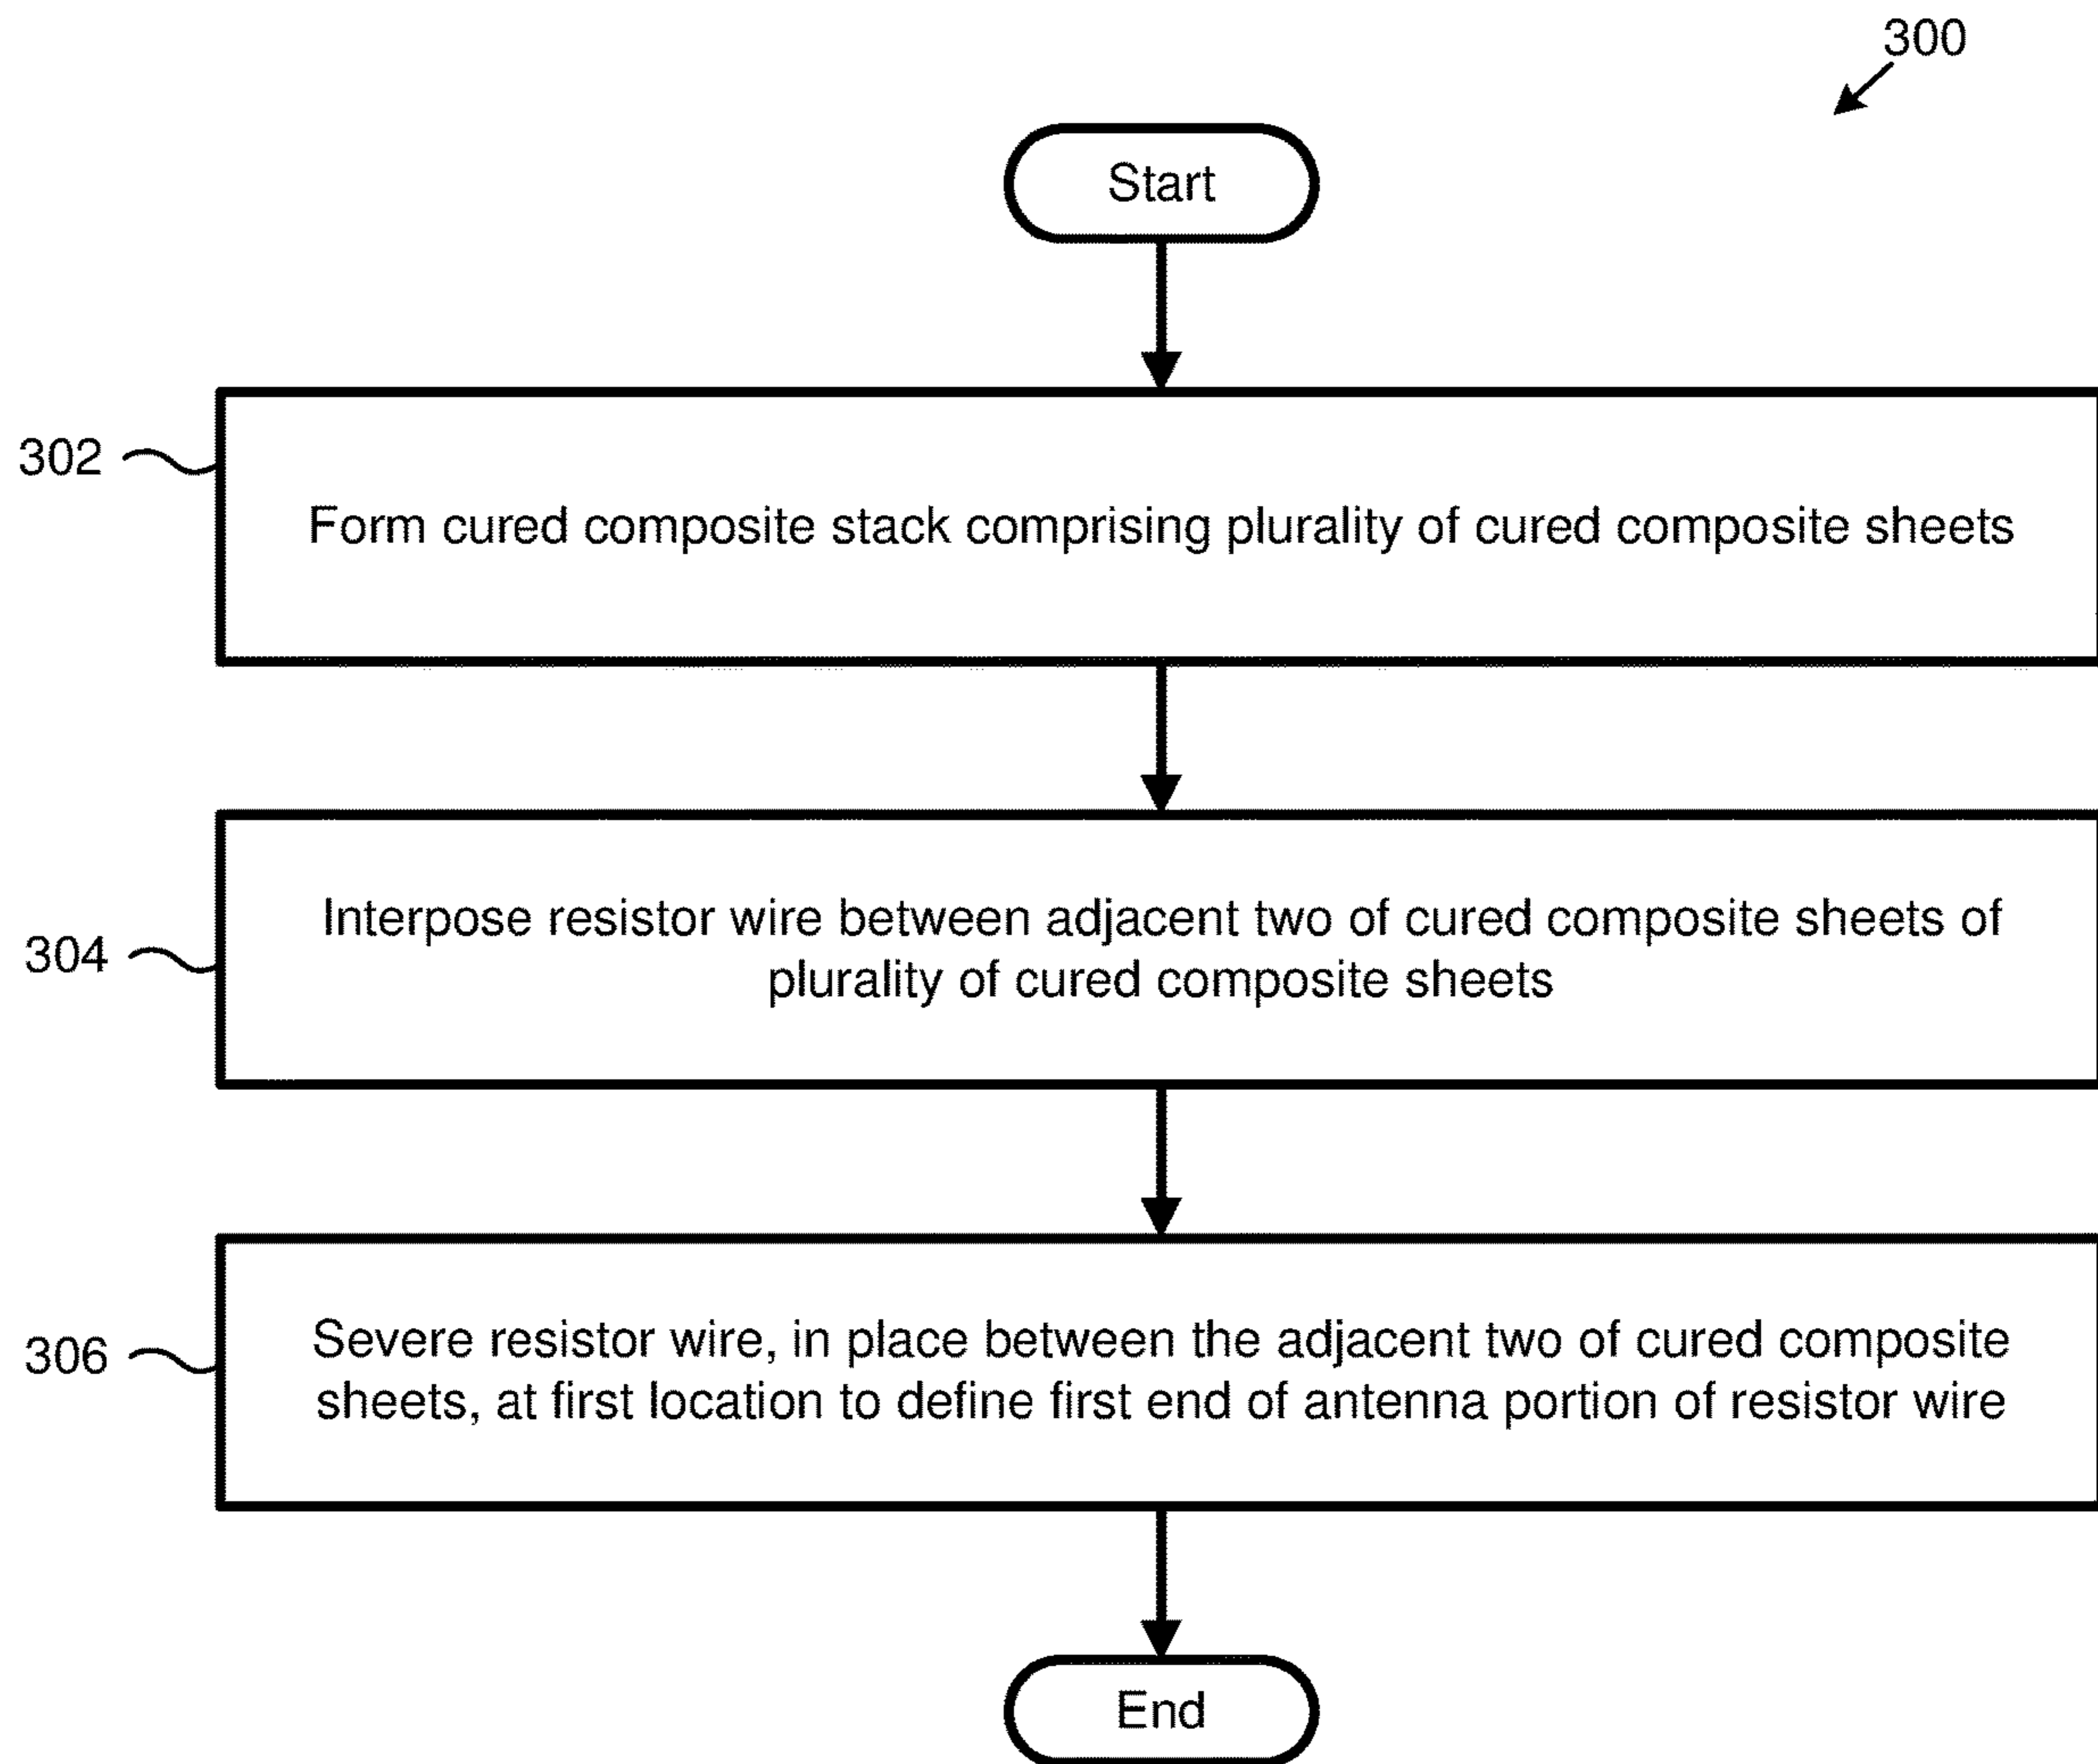 300
Start
302
Form cured composite stack comprising plurality of cured composite sheets
304
Interpose resistor wire between adjacent two of cured composite sheets of
plurality of cured composite sheets
306
Severe resistor wire, in place between the adjacent two of cured composite
sheets, at first location to define first end of antenna portion of resistor wire
End